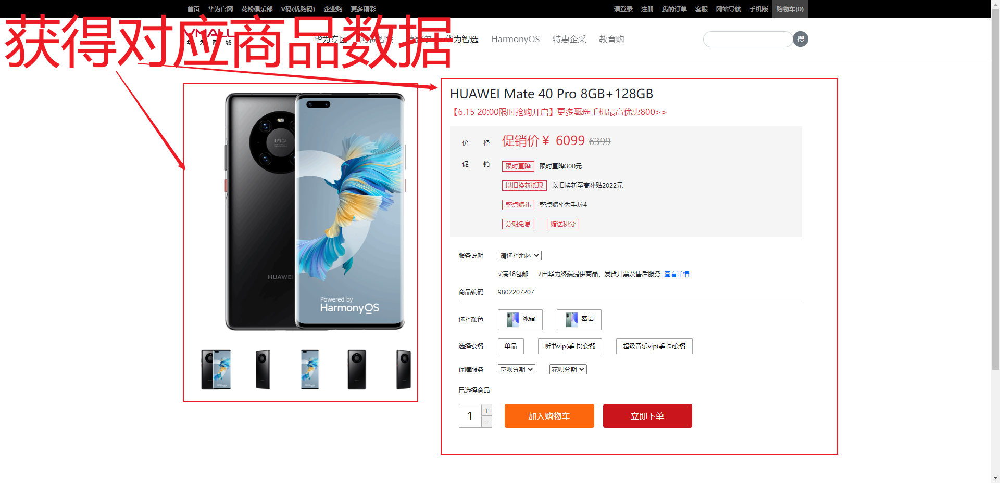 首页 华为官网 花粉俱乐部 V码(优购码) 企业购 更多精彩
请登录 注册 我的订单 客服 网站导航 手机版 购物车(0)
获得对应商品数据
VMALL
华为商城
华为专区 鸿蒙智联 华为智选 HarmonyOS 特惠企采 教育购
搜
LEICA
HUAWEI
Powered by
HarmonyOS
HUAWEI Mate 40 Pro 8GB+128GB
【6.15 20:00限时抢购开启】更多甄选手机最高优惠800>>
价 格 促销价¥ 6099 6399
促 销 限时直降 限时直降300元
以旧换新抵现 以旧换新至高补贴2022元
整点赠礼 整点赠华为手环4
分期免息 赠送积分
服务说明 请选择地区
√满48包邮 √由华为终端提供商品、发货开票及售后服务 查看详情
商品编码 9802207207
选择颜色 冰霜 密语
选择套餐 单品 听书vip(季卡)套餐 超级音乐vip(季卡)套餐
保障服务 花呗分期 花呗分期
已选择商品
1 + - 加入购物车 立即下单